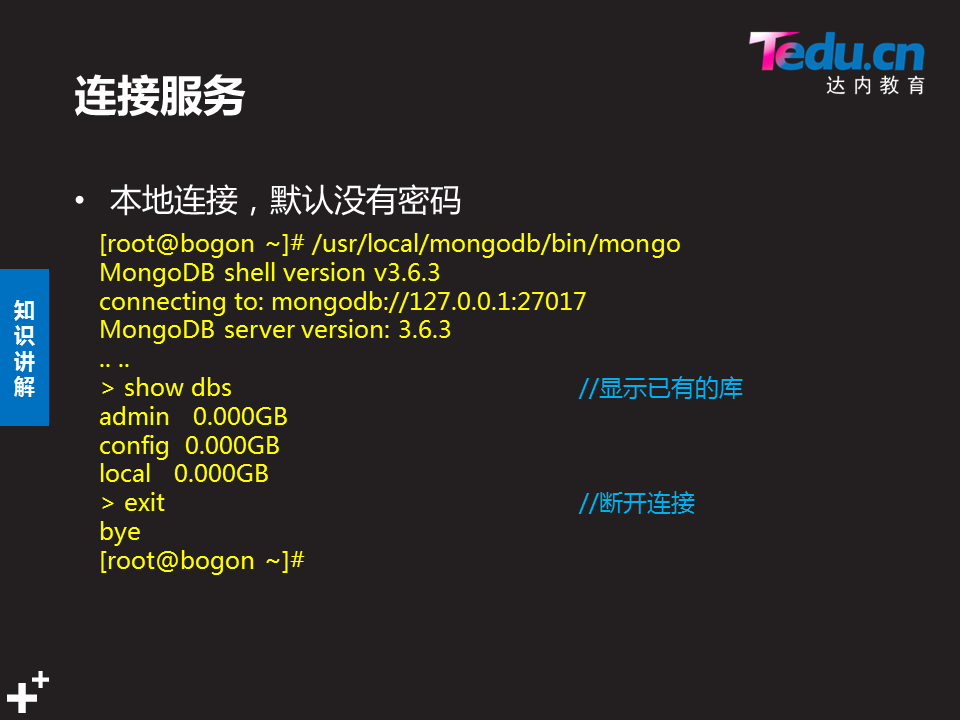 Tedu.cn
达内教育
连接服务
• 本地连接，默认没有密码
[root@bogon ~]# /usr/local/mongodb/bin/mongo
MongoDB shell version v3.6.3
connecting to: mongodb://127.0.0.1:27017
MongoDB server version: 3.6.3
.. ..
> show dbs //显示已有的库
admin 0.000GB
config 0.000GB
local 0.000GB
> exit //断开连接
bye
[root@bogon ~]#
知识讲解